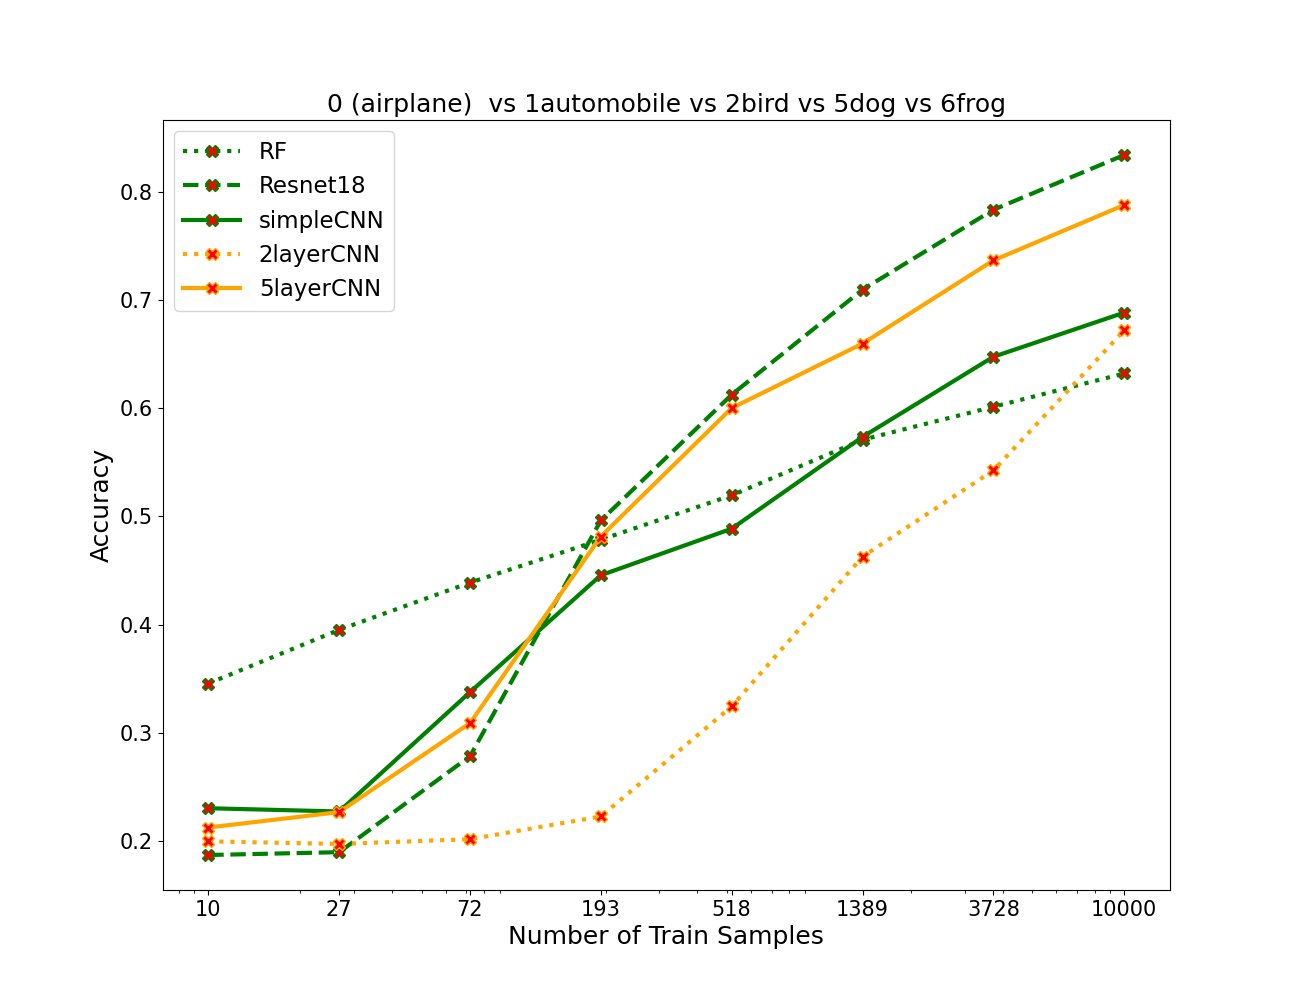 0 (airplane)  vs 1automobile vs 2bird vs 5dog vs 6frog
RF
Resnet18
simpleCNN
2layerCNN
5layerCNN
Accuracy
0.8
0.7
0.6
0.5
0.4
0.3
0.2
10 27 72 193 518 1389 3728 10000
Number of Train Samples